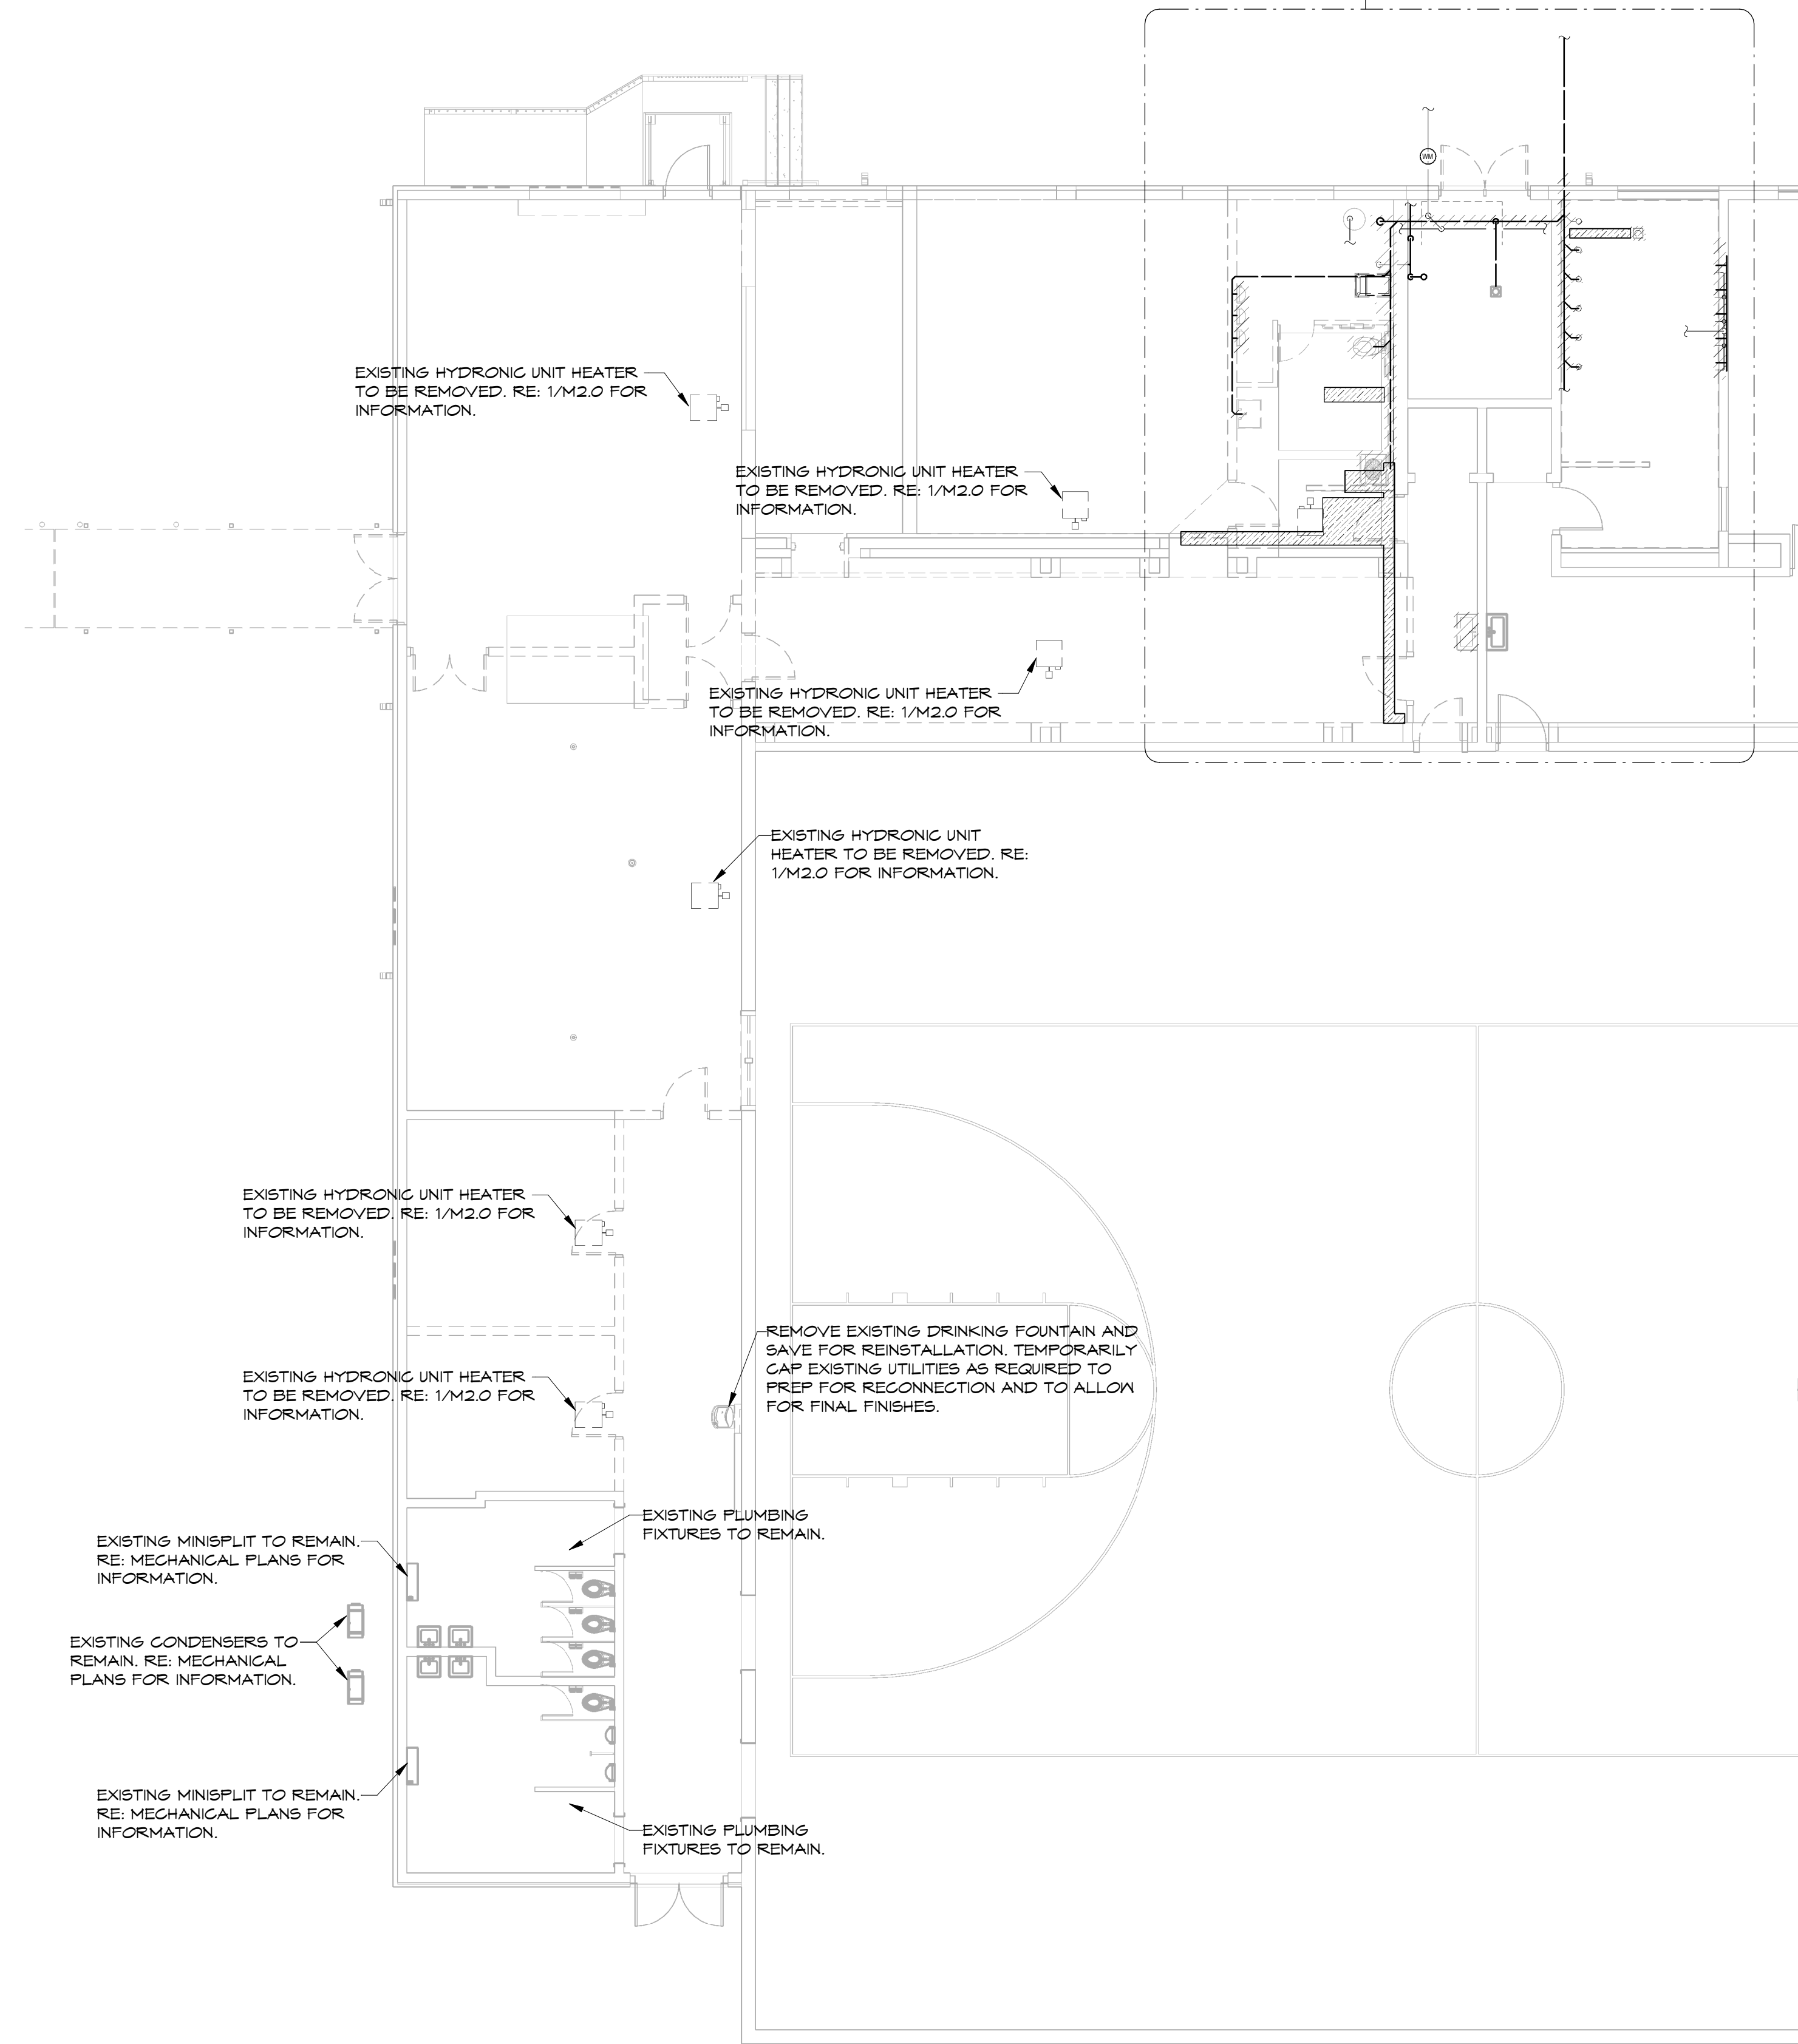 WM
EXISTING HYDRONIC UNIT HEATER
TO BE REMOVED. RE: 1/M2.0 FOR
INFORMATION.
EXISTING HYDRONIC UNIT HEATER
TO BE REMOVED. RE: 1/M2.0 FOR
INFORMATION.
EXISTING HYDRONIC UNIT HEATER
TO BE REMOVED. RE: 1/M2.0 FOR
INFORMATION.
EXISTING HYDRONIC UNIT
HEATER TO BE REMOVED. RE:
1/M2.0 FOR INFORMATION.
EXISTING HYDRONIC UNIT HEATER
TO BE REMOVED. RE: 1/M2.0 FOR
INFORMATION.
REMOVE EXISTING DRINKING FOUNTAIN AND
SAVE FOR REINSTALLATION. TEMPORARILY
CAP EXISTING UTILITIES AS REQUIRED TO
PREP FOR RECONNECTION AND TO ALLOW
FOR FINAL FINISHES.
EXISTING HYDRONIC UNIT HEATER
TO BE REMOVED. RE: 1/M2.0 FOR
INFORMATION.
EXISTING PLUMBING
FIXTURES TO REMAIN.
EXISTING MINISPLIT TO REMAIN.
RE: MECHANICAL PLANS FOR
INFORMATION.
EXISTING CONDENSERS TO
REMAIN. RE: MECHANICAL
PLANS FOR INFORMATION.
EXISTING MINISPLIT TO REMAIN.
RE: MECHANICAL PLANS FOR
INFORMATION.
EXISTING PLUMBING
FIXTURES TO REMAIN.